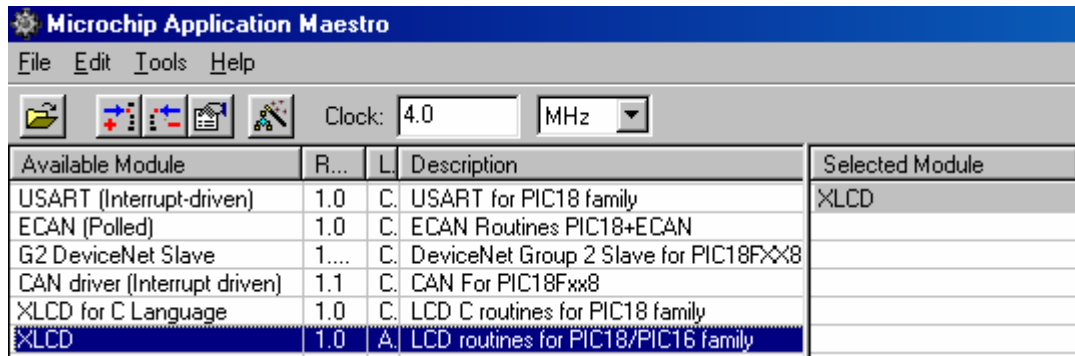 Microchip Application Maestro
File Edit Tools Help
Clock: 4.0 MHz
Available Module R... L. Description Selected Module
USART (Interrupt-driven) 1.0 C. USART for PIC18 family XLCD
ECAN (Polled) 1.0 C. ECAN Routines PIC18+ECAN
G2 DeviceNet Slave 1.... C. DeviceNet Group 2 Slave for PIC18FXX8
CAN driver (Interrupt driven) 1.1 C. CAN For PIC18Fxx8
XLCD for C Language 1.0 C. LCD C routines for PIC18 family
XLCD 1.0 A. LCD routines for PIC18/PIC16 family